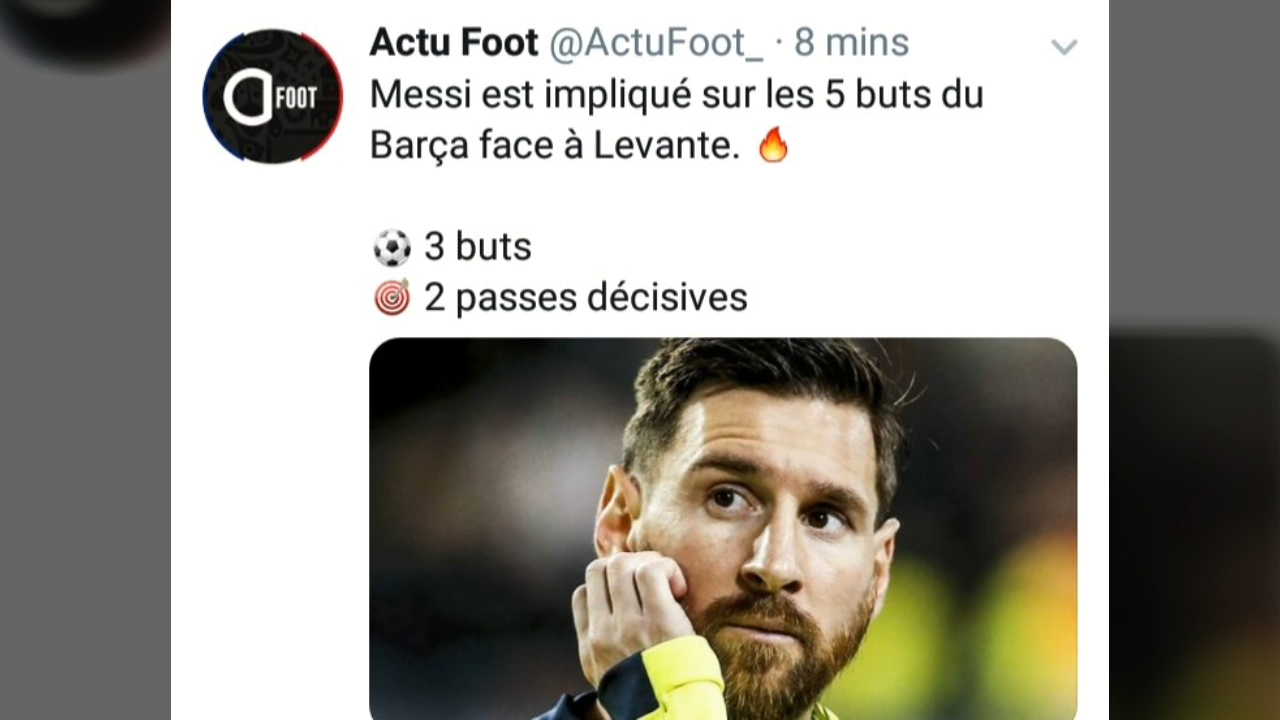 Actu Foot @ActuFoot_ · 8 mins
Messi est impliqué sur les 5 buts du
Barça face à Levante. 🔥
⚽ 3 buts
🎯 2 passes décisives
FOOT